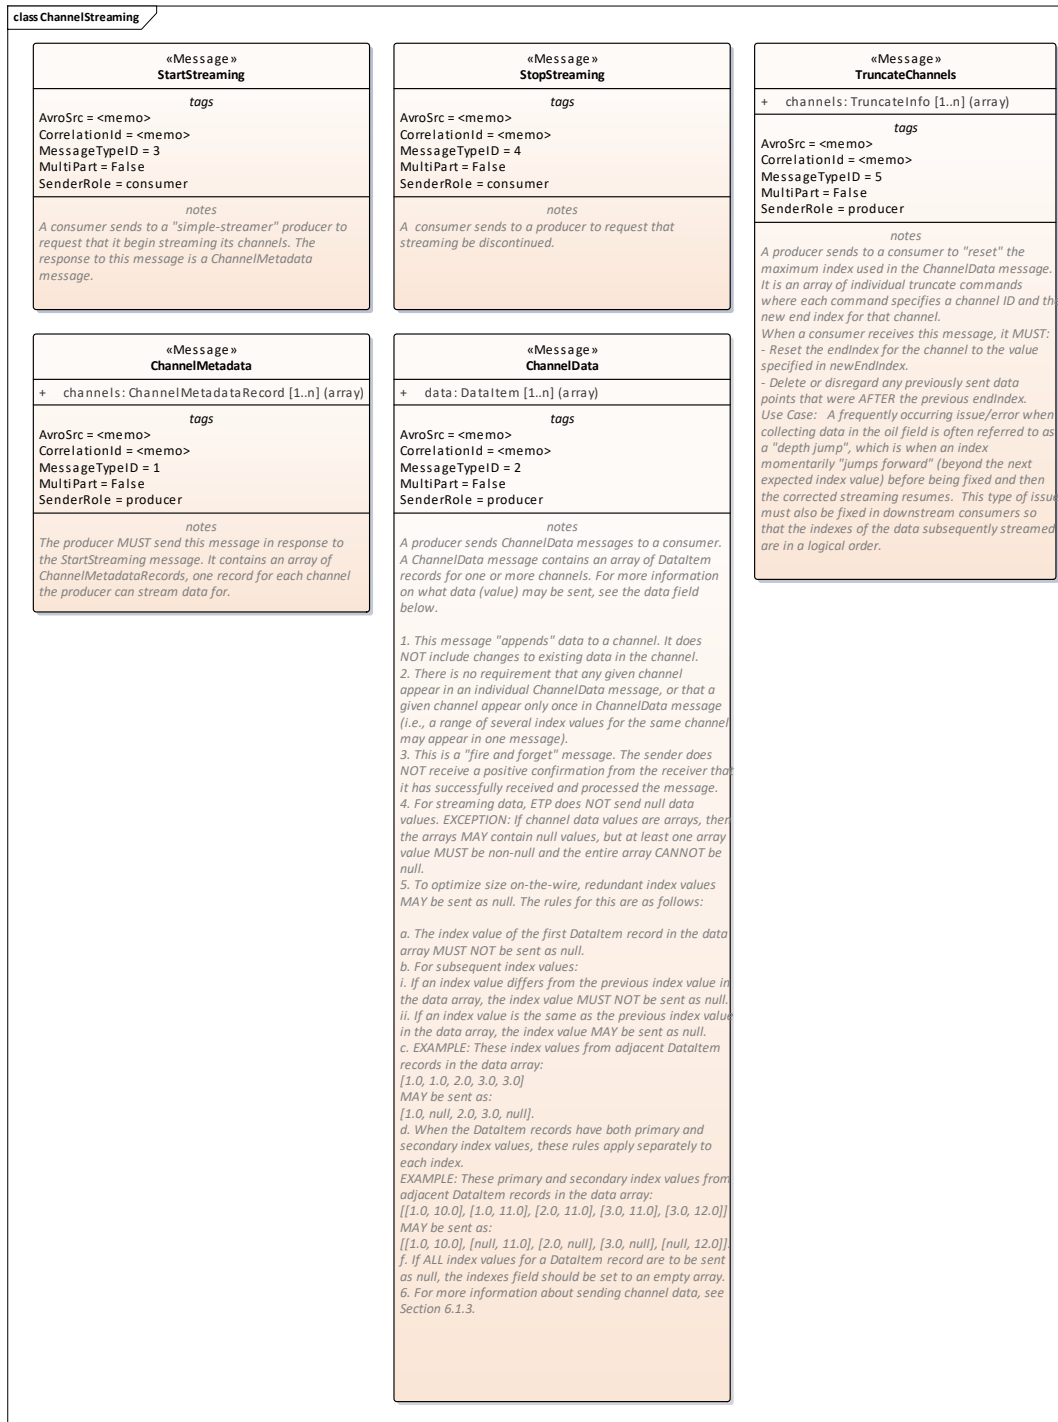 class ChannelStreaming
«Message»
StartStreaming
tags
AvroSrc = <memo>
CorrelationId = <memo>
MessageTypeID = 3
MultiPart = False
SenderRole = consumer
notes
A consumer sends to a "simple-streamer" producer to
request that it begin streaming its channels. The
response to this message is a ChannelMetadata
message.
«Message»
StopStreaming
tags
AvroSrc = <memo>
CorrelationId = <memo>
MessageTypeID = 4
MultiPart = False
SenderRole = consumer
notes
A  consumer sends to a producer to request that
streaming be discontinued.
«Message»
TruncateChannels
+ channels: TruncateInfo [1..n] (array)
tags
AvroSrc = <memo>
CorrelationId = <memo>
MessageTypeID = 5
MultiPart = False
SenderRole = producer
notes
A producer sends to a consumer to "reset" the
maximum index used in the ChannelData message.
It is an array of individual truncate commands
where each command specifies a channel ID and the
new end index for that channel.
When a consumer receives this message, it MUST:
- Reset the endIndex for the channel to the value
specified in newEndIndex.
- Delete or disregard any previously sent data
points that were AFTER the previous endIndex.
Use Case:   A frequently occurring issue/error when
collecting data in the oil field is often referred to as
a "depth jump", which is when an index
momentarily "jumps forward" (beyond the next
expected index value) before being fixed and then
the corrected streaming resumes.  This type of issue
must also be fixed in downstream consumers so
that the indexes of the data subsequently streamed
are in a logical order.
«Message»
ChannelMetadata
+ channels: ChannelMetadataRecord [1..n] (array)
tags
AvroSrc = <memo>
CorrelationId = <memo>
MessageTypeID = 1
MultiPart = False
SenderRole = producer
notes
The producer MUST send this message in response to
the StartStreaming message. It contains an array of
ChannelMetadataRecords, one record for each channel
the producer can stream data for.
«Message»
ChannelData
+ data: DataItem [1..n] (array)
tags
AvroSrc = <memo>
CorrelationId = <memo>
MessageTypeID = 2
MultiPart = False
SenderRole = producer
notes
A producer sends ChannelData messages to a consumer.
A ChannelData message contains an array of DataItem
records for one or more channels. For more information
on what data (value) may be sent, see the data field
below.
1. This message "appends" data to a channel. It does
NOT include changes to existing data in the channel.
2. There is no requirement that any given channel
appear in an individual ChannelData message, or that a
given channel appear only once in ChannelData message
(i.e., a range of several index values for the same channel
may appear in one message).
3. This is a "fire and forget" message. The sender does
NOT receive a positive confirmation from the receiver that
it has successfully received and processed the message.
4. For streaming data, ETP does NOT send null data
values. EXCEPTION: If channel data values are arrays, then
the arrays MAY contain null values, but at least one array
value MUST be non-null and the entire array CANNOT be
null.
5. To optimize size on-the-wire, redundant index values
MAY be sent as null. The rules for this are as follows:
a. The index value of the first DataItem record in the data
array MUST NOT be sent as null.
b. For subsequent index values:
i. If an index value differs from the previous index value in
the data array, the index value MUST NOT be sent as null.
ii. If an index value is the same as the previous index value
in the data array, the index value MAY be sent as null.
c. EXAMPLE: These index values from adjacent DataItem
records in the data array:
[1.0, 1.0, 2.0, 3.0, 3.0]
MAY be sent as:
[1.0, null, 2.0, 3.0, null].
d. When the DataItem records have both primary and
secondary index values, these rules apply separately to
each index.
EXAMPLE: These primary and secondary index values from
adjacent DataItem records in the data array:
[[1.0, 10.0], [1.0, 11.0], [2.0, 11.0], [3.0, 11.0], [3.0, 12.0]]
MAY be sent as:
[[1.0, 10.0], [null, 11.0], [2.0, null], [3.0, null], [null, 12.0]].
f. If ALL index values for a DataItem record are to be sent
as null, the indexes field should be set to an empty array.
6. For more information about sending channel data, see
Section 6.1.3.